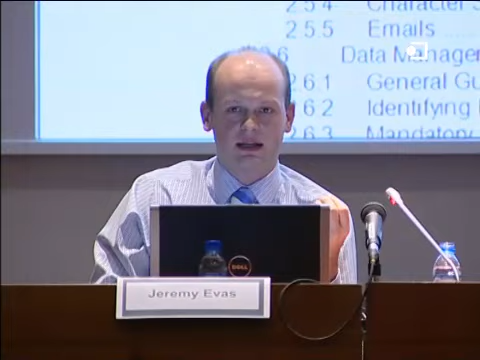 2.5.4 Character
2.5.5 Emails
6 Data Manage
2.6.1 General Gu
2.6.2 Identifying
2.6.3 Mandatory
DELL
Jeremy Evas